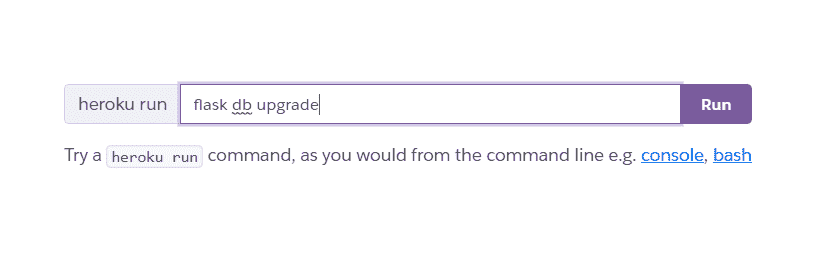 heroku run flask db upgrade Run
Try a heroku run command, as you would from the command line e.g. console, bash